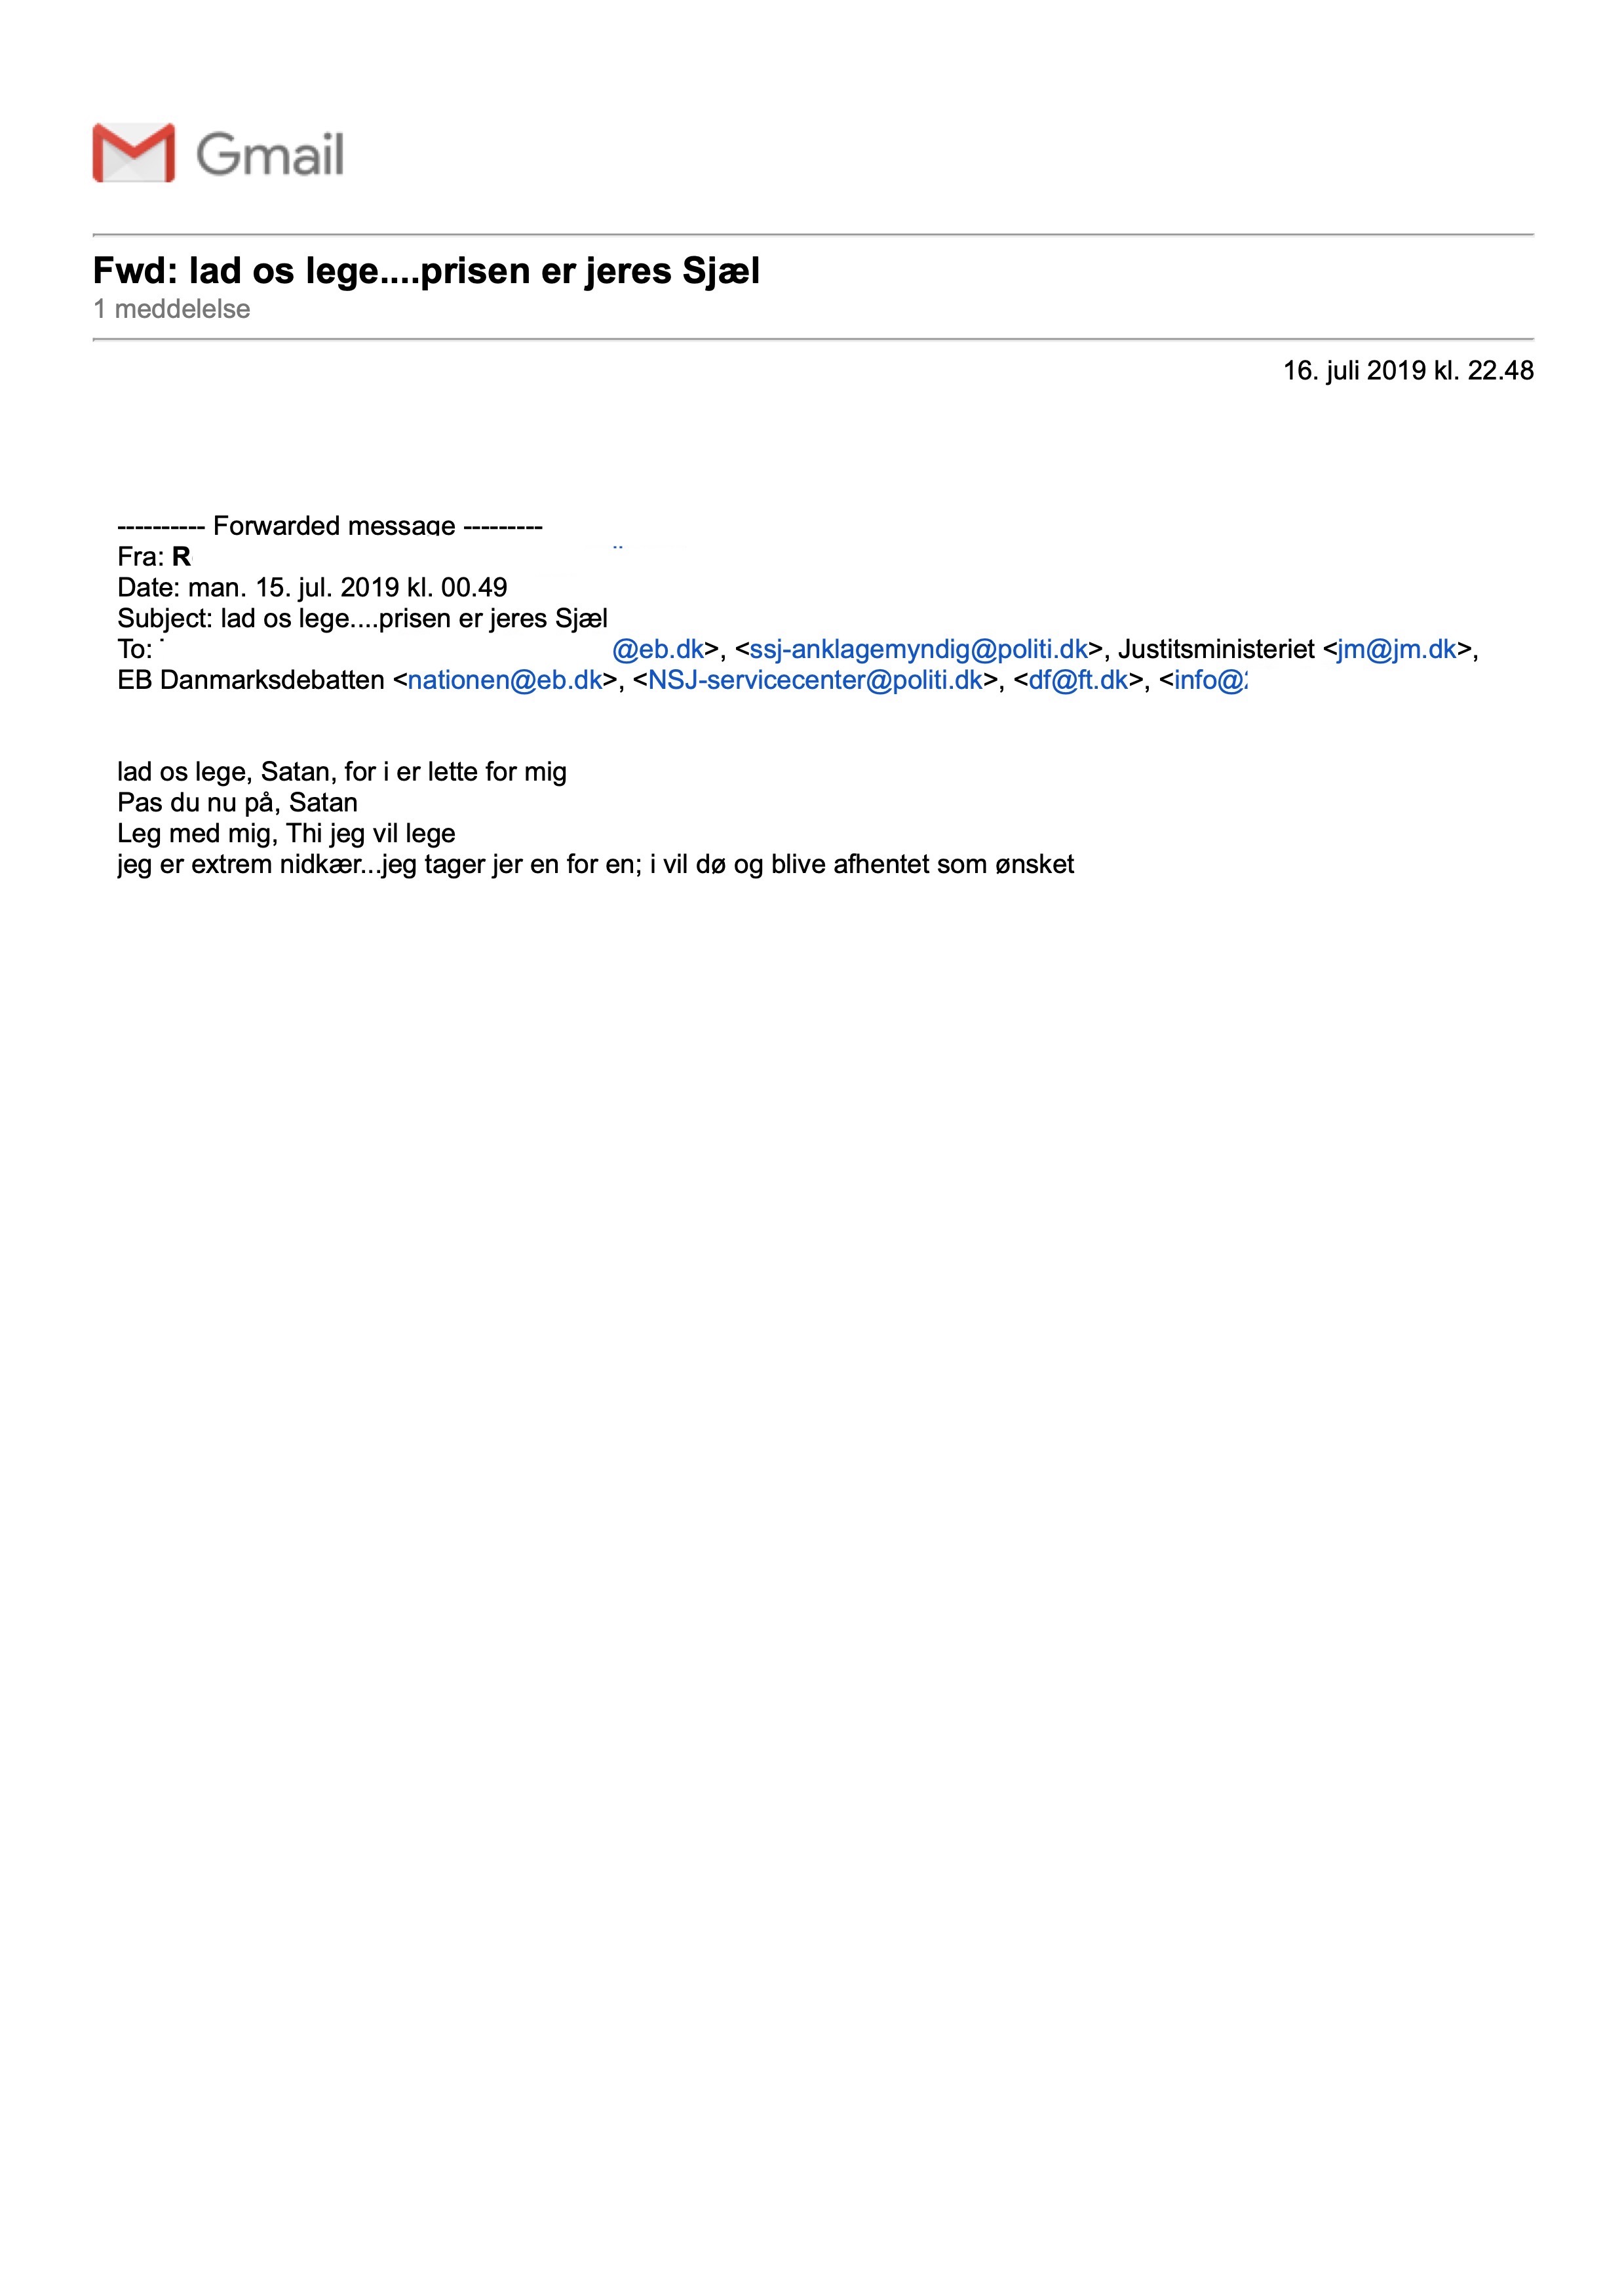 Gmail
Fwd: lad os lege....prisen er jeres Sjæl
1 meddelelse
16. juli 2019 kl. 22.48
---------- Forwarded message ---------
Fra: R
Date: man. 15. jul. 2019 kl. 00.49
Subject: lad os lege....prisen er jeres Sjæl
To: @eb.dk>, <ssj-anklagemyndig@politi.dk>, Justitsministeriet <jm@jm.dk>,
EB Danmarksdebatten <nationen@eb.dk>, <NSJ-servicecenter@politi.dk>, <df@ft.dk>, <info@
lad os lege, Satan, for i er lette for mig
Pas du nu på, Satan
Leg med mig, Thi jeg vil lege
jeg er extrem nidkær...jeg tager jer en for en; i vil dø og blive afhentet som ønsket